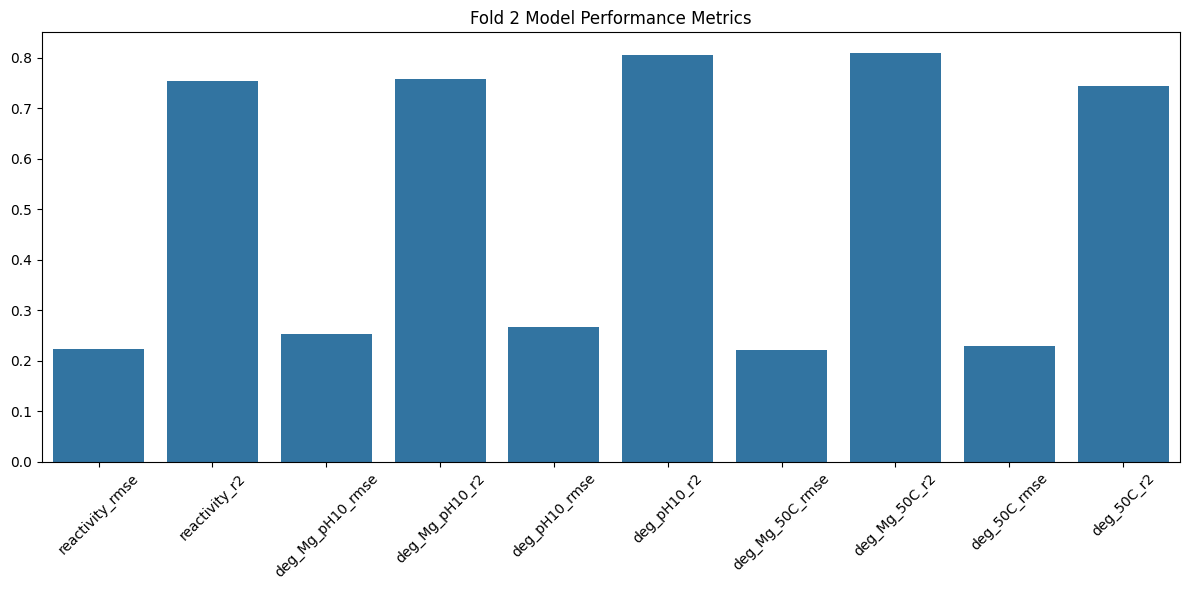 Fold 2 Model Performance Metrics
0.8
0.7
0.6
0.5
0.4
0.3
0.2
0.1
0.0
reactivity_rmse
reactivity_r2
deg_Mg_pH10_rmse
deg_Mg_pH10_r2
deg_pH10_rmse
deg_pH10_r2
deg_Mg_50C_rmse
deg_Mg_50C_r2
deg_50C_rmse
deg_50C_r2